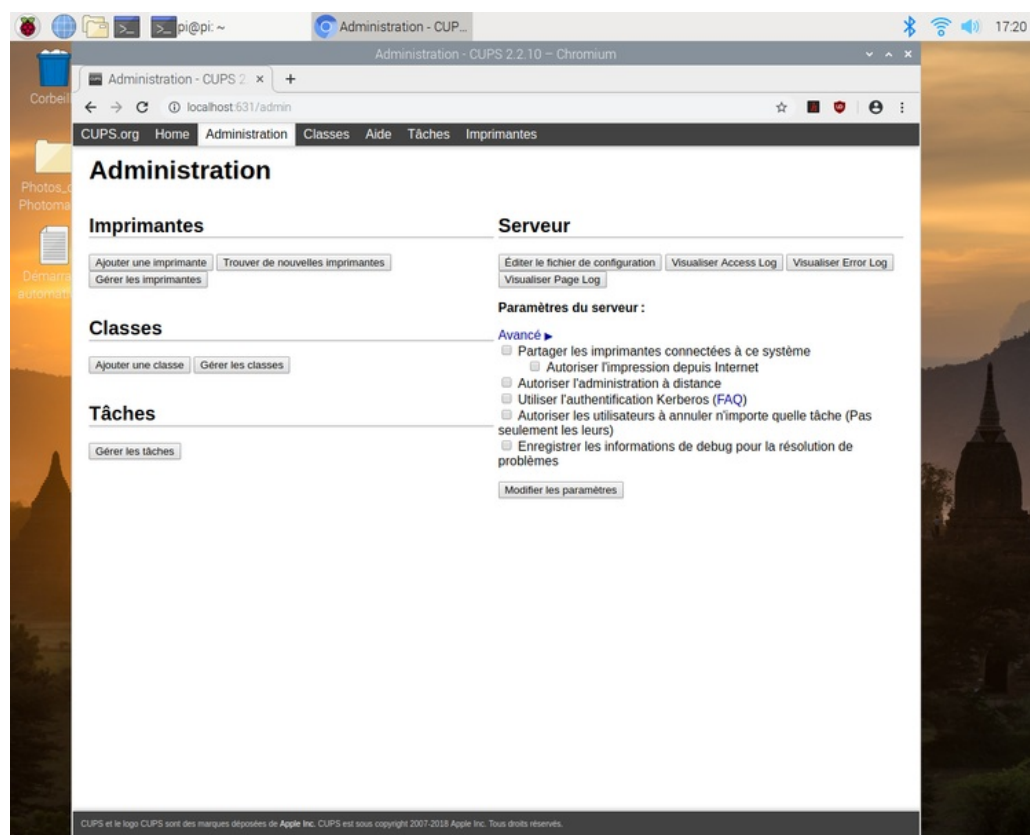 pi@pi: ~
Administration - CUP...
17:20
Administration - CUPS 2.2.10 – Chromium
Administration - CUPS 2
localhost:631/admin
CUPS.org Home Administration Classes Aide Tâches Imprimantes
Administration
Imprimantes
Ajouter une imprimante Trouver de nouvelles imprimantes
Gérer les imprimantes
Classes
Ajouter une classe Gérer les classes
Tâches
Gérer les tâches
Serveur
Éditer le fichier de configuration Visualiser Access Log Visualiser Error Log
Visualiser Page Log
Paramètres du serveur :
Avancé
Partager les imprimantes connectées à ce système
Autoriser l'impression depuis Internet
Autoriser l'administration à distance
Utiliser l'authentification Kerberos (FAQ)
Autoriser les utilisateurs à annuler n'importe quelle tâche (Pas
seulement les leurs)
Enregistrer les informations de debug pour la résolution de
problèmes
Modifier les paramètres
CUPS et le logo CUPS sont des marques déposées de Apple Inc. CUPS est sous copyright 2007-2018 Apple Inc. Tous droits réservés.